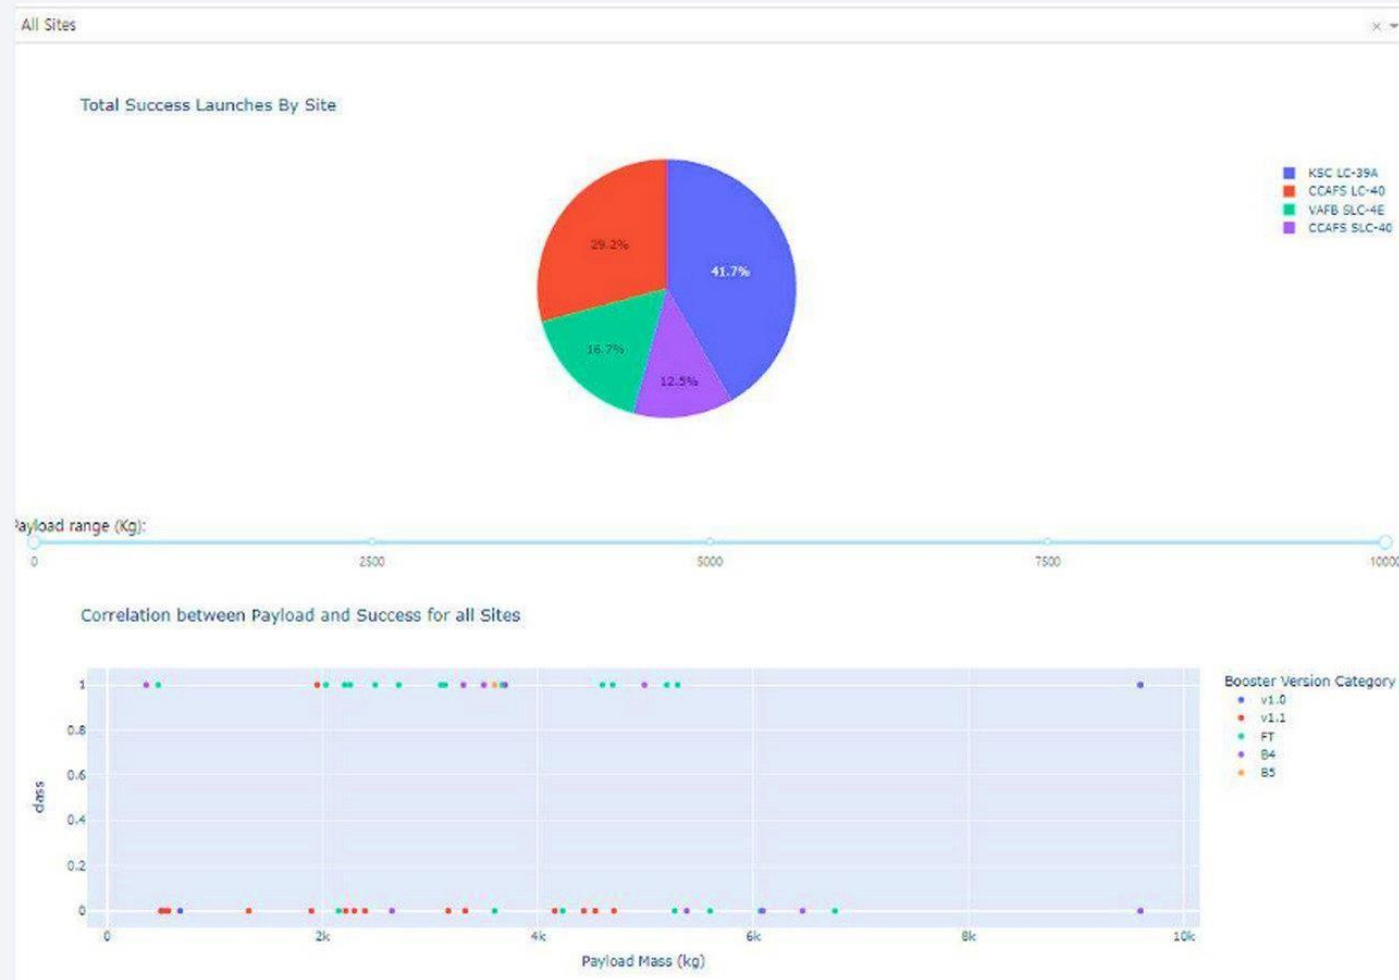 All Sites
Total Success Launches By Site
KSC LC-39A
CCAFS LC-40
VAFB SLC-4E
CCAFS SLC-40
29.2%
41.7%
16.7%
12.5%
Payload range (Kg):
0 2500 5000 7500 10000
Correlation between Payload and Success for all Sites
Booster Version Category
v1.0
v1.1
FT
B4
B5
1
0.8
0.6
0.4
0.2
0
class
0 2k 4k 6k 8k 10k
Payload Mass (kg)